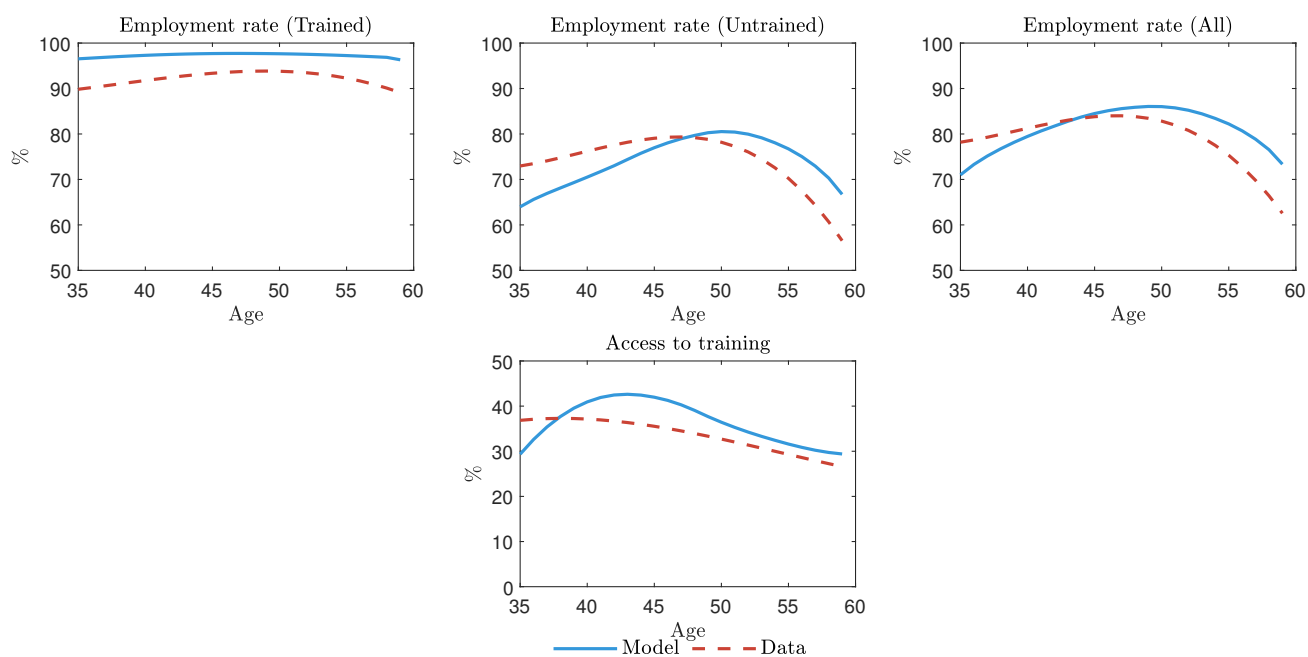 Employment rate (Trained)
Employment rate (Untrained)
Employment rate (All)
100
90
80
70
60
50
%
35 40 45 50 55 60
Age
100
90
80
70
60
50
%
35 40 45 50 55 60
Age
100
90
80
70
60
50
%
35 40 45 50 55 60
Age
Access to training
50
40
30
20
10
0
%
35 40 45 50 55 60
Age
Model Data